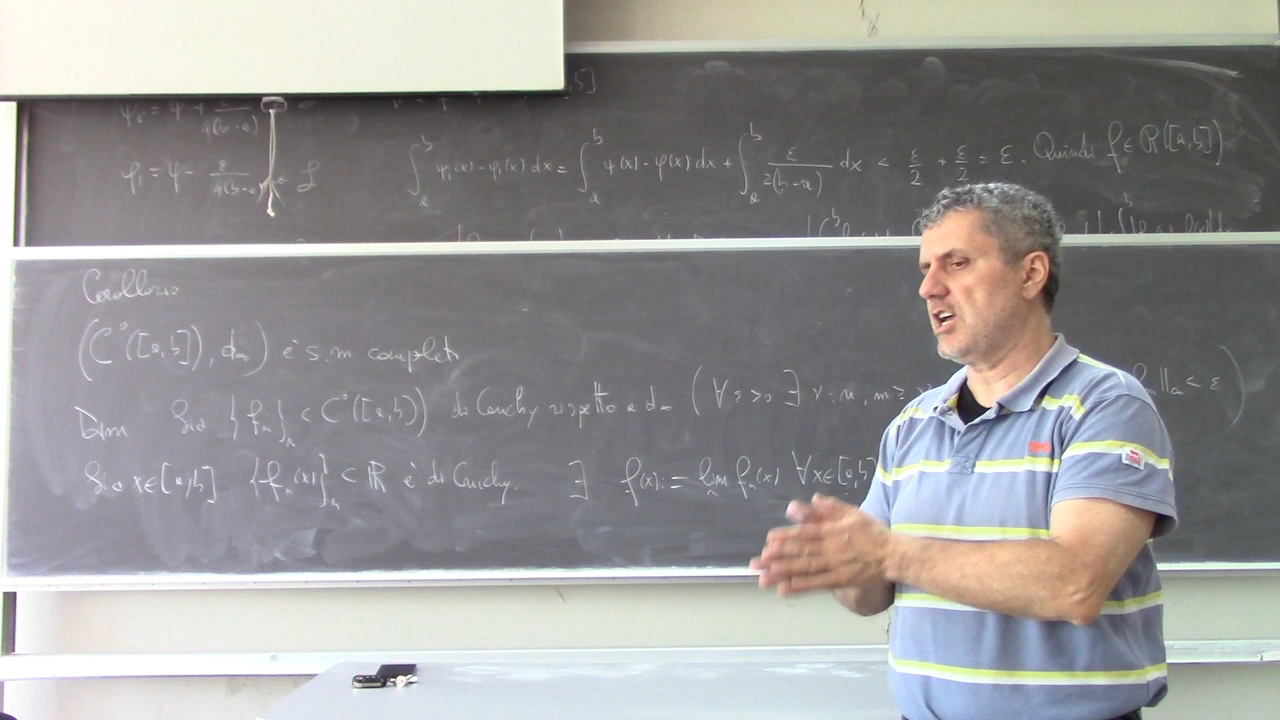 , b]
φ₁ = φ - ε/4(b-a) ∈ 𝓛
∫ₐᵇ ψ₁(x) - φ₁(x) dx = ∫ₐᵇ ψ(x) - φ(x) dx + ∫ₐᵇ ε/2(b-a) dx < ε/2 + ε/2 = ε. Quindi f ∈ R([a,b])
Corollario
(C⁰([a,b]), d∞) è s.m completo
Dim Sia {fₙ}ₙ ⊂ C⁰([a,b]) di Cauchy rispetto a d∞ (∀ε>0 ∃ ν: n, m ≥ ν ‖∞ < ε)
Sia x∈[a,b] {fₙ(x)}ₙ ⊂ ℝ è di Cauchy. ∃ f(x) := limₙ fₙ(x) ∀x∈[a,b]